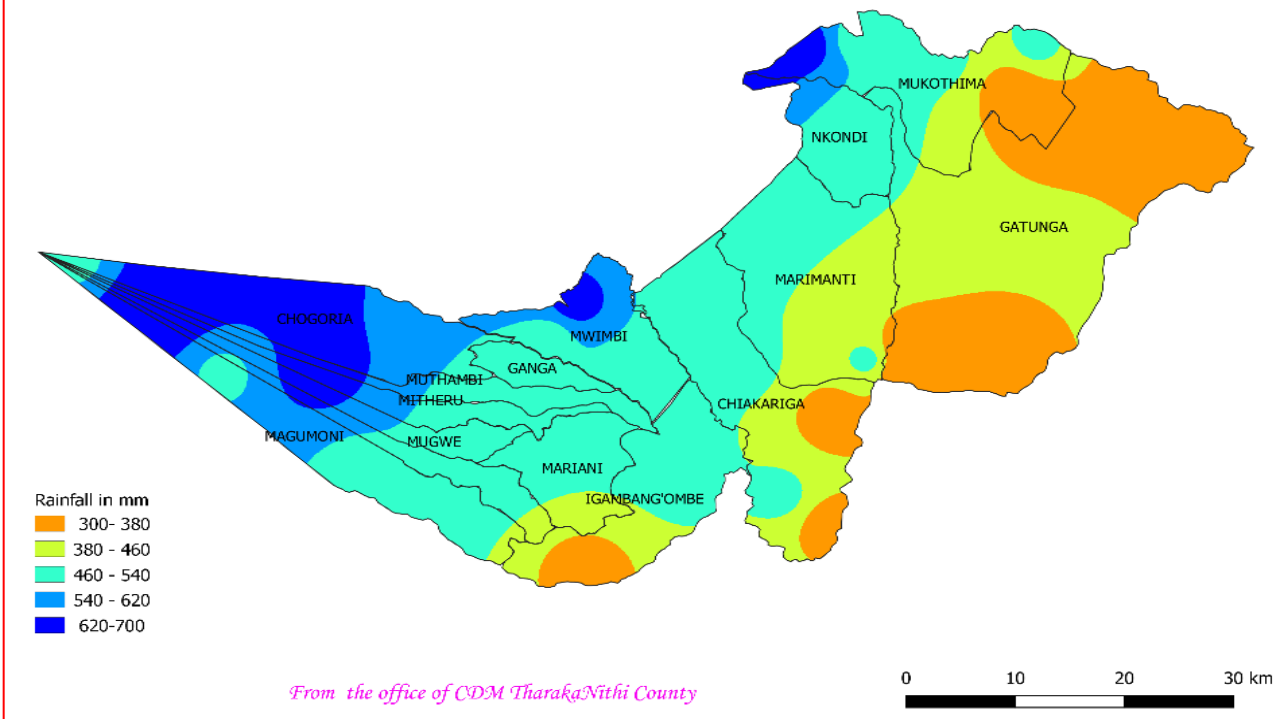 MUKOTHIMA
NKONDI
GATUNGA
MARIMANTI
CHOGORIA
MWIMBI
GANGA
MUTHAMBI
MITHERU
CHIAKARIGA
MAGUMONI
MUGWE
MARIANI
IGAMBANG'OMBE
Rainfall in mm
300- 380
380 - 460
460 - 540
540 - 620
620-700
From the office of CDM TharakaNithi County
0 10 20 30 km